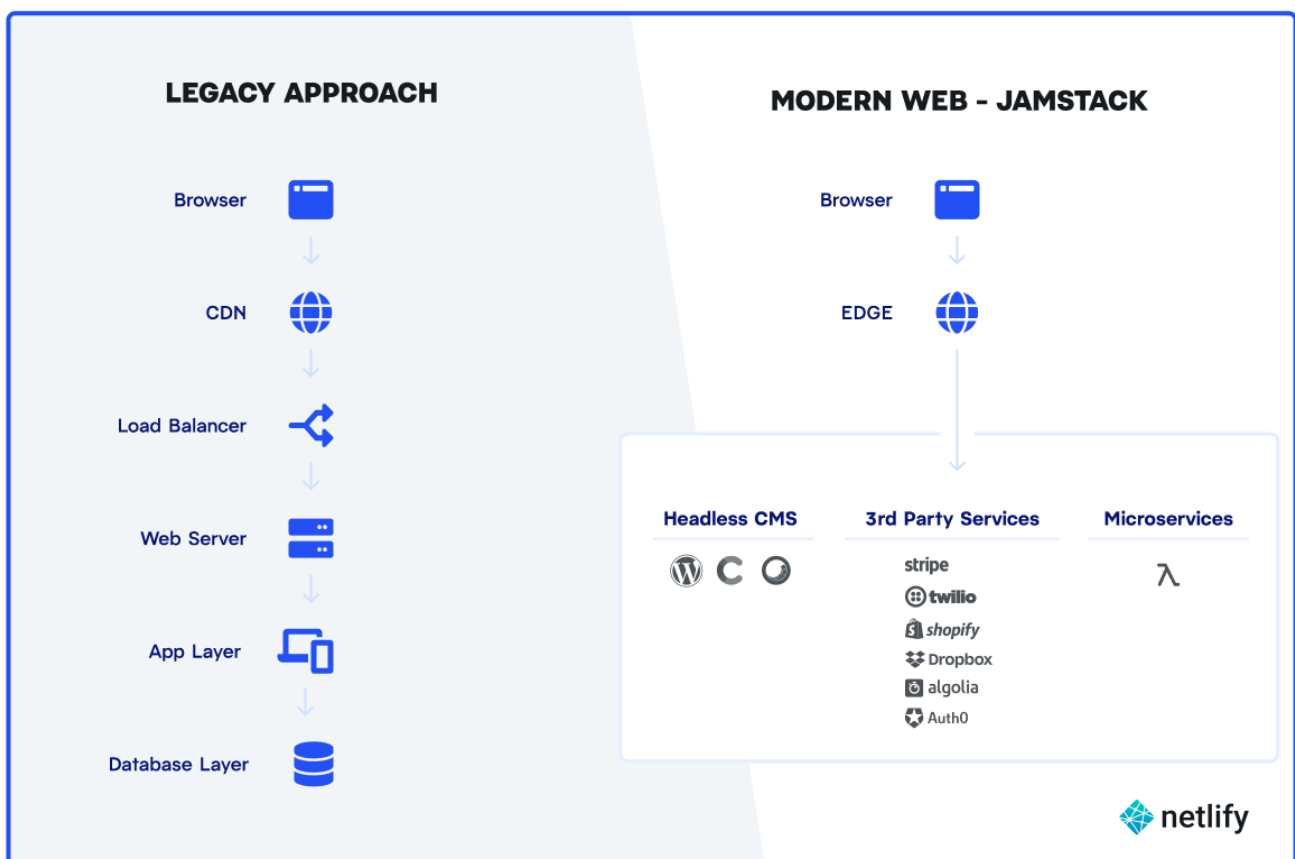 LEGACY APPROACH
Browser
CDN
Load Balancer
Web Server
App Layer
Database Layer
MODERN WEB - JAMSTACK
Browser
EDGE
Headless CMS
3rd Party Services
stripe
twilio
shopify
Dropbox
algolia
Auth0
Microservices
netlify